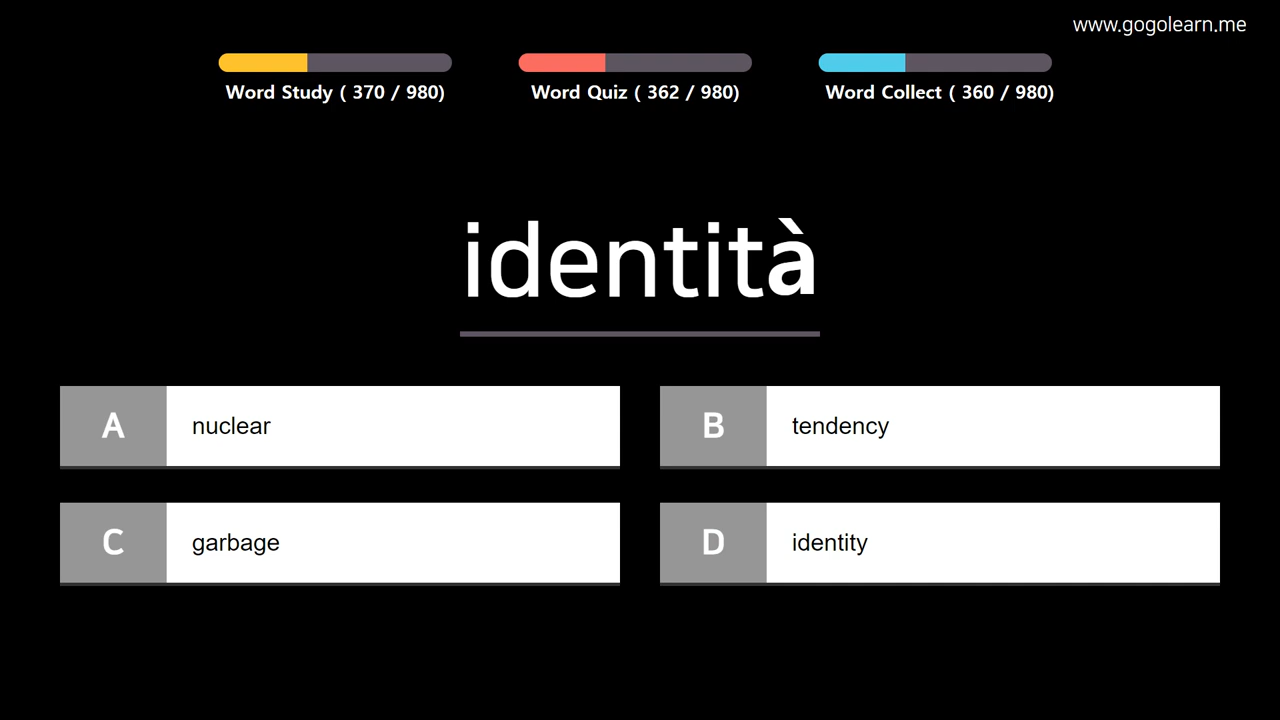 www.gogolearn.me
Word Study ( 370 / 980)
Word Quiz ( 362 / 980)
Word Collect ( 360 / 980)
identità
A nuclear
B tendency
C garbage
D identity